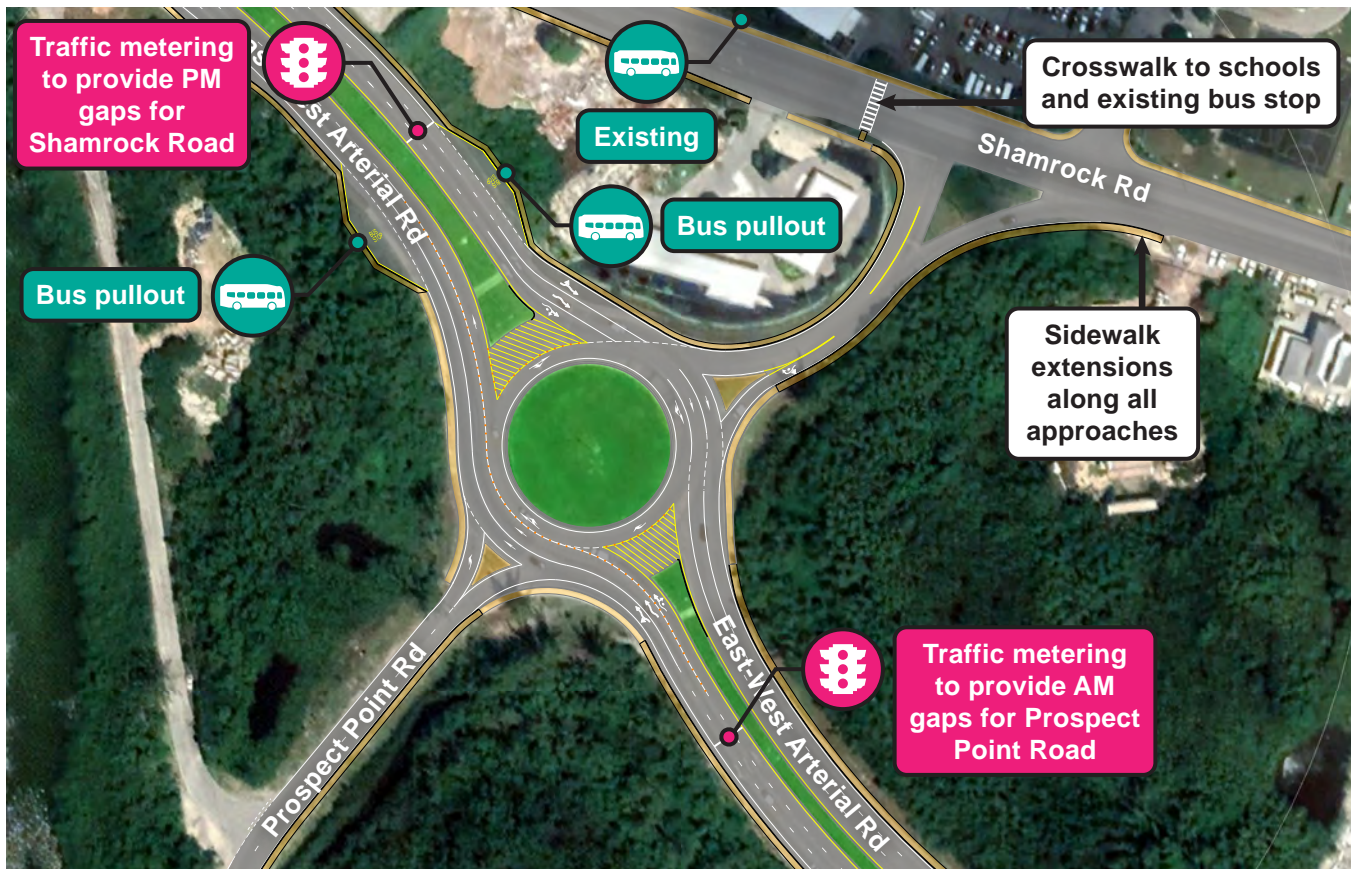 Traffic metering
to provide PM
gaps for
Shamrock Road
Existing
Crosswalk to schools
and existing bus stop
Shamrock Rd
Arterial Rd
Bus pullout
Bus pullout
Sidewalk
extensions
along all
approaches
Traffic metering
to provide AM
gaps for Prospect
Point Road
East-West Arterial Rd
Prospect Point Rd